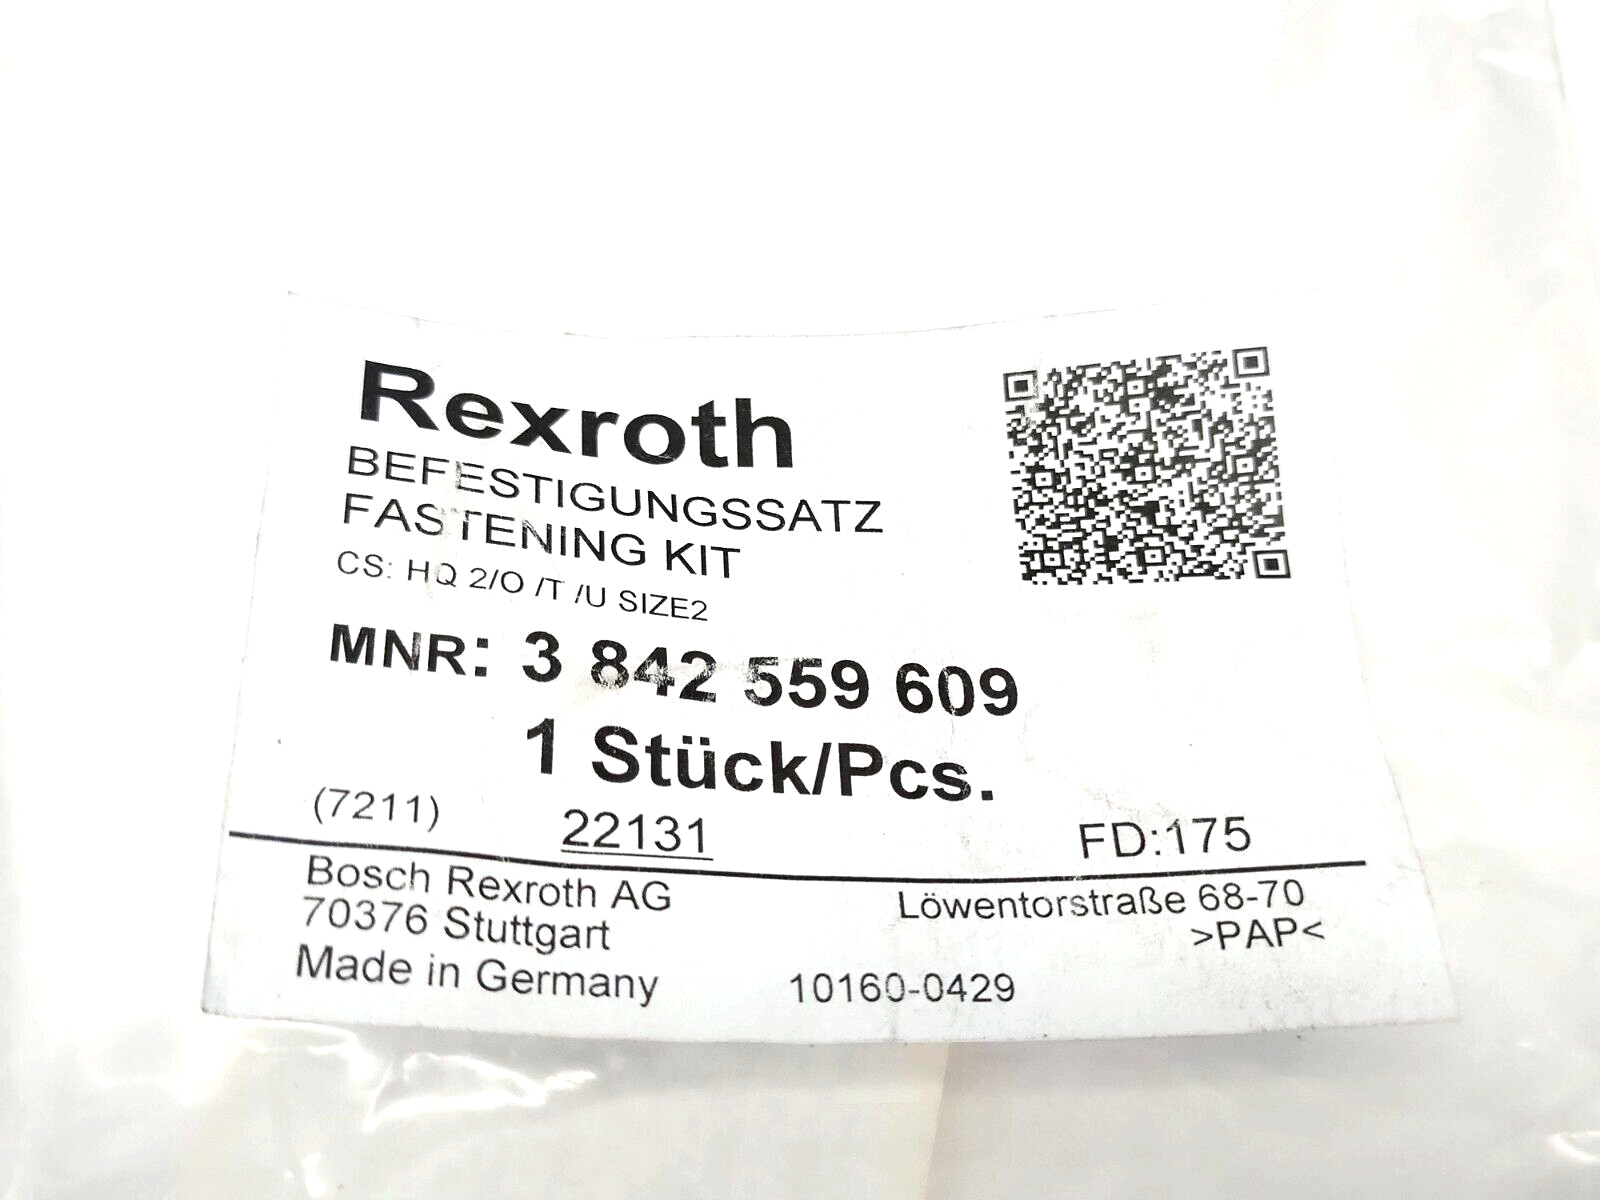 Rexroth
BEFESTIGUNGSSATZ
FASTENING KIT
CS: HQ 2/O /T /U SIZE2
MNR: 3 842 559 609
1 Stück/Pcs.
(7211) 22131 FD:175
Bosch Rexroth AG Löwentorstraße 68-70
70376 Stuttgart >PAP<
Made in Germany 10160-0429